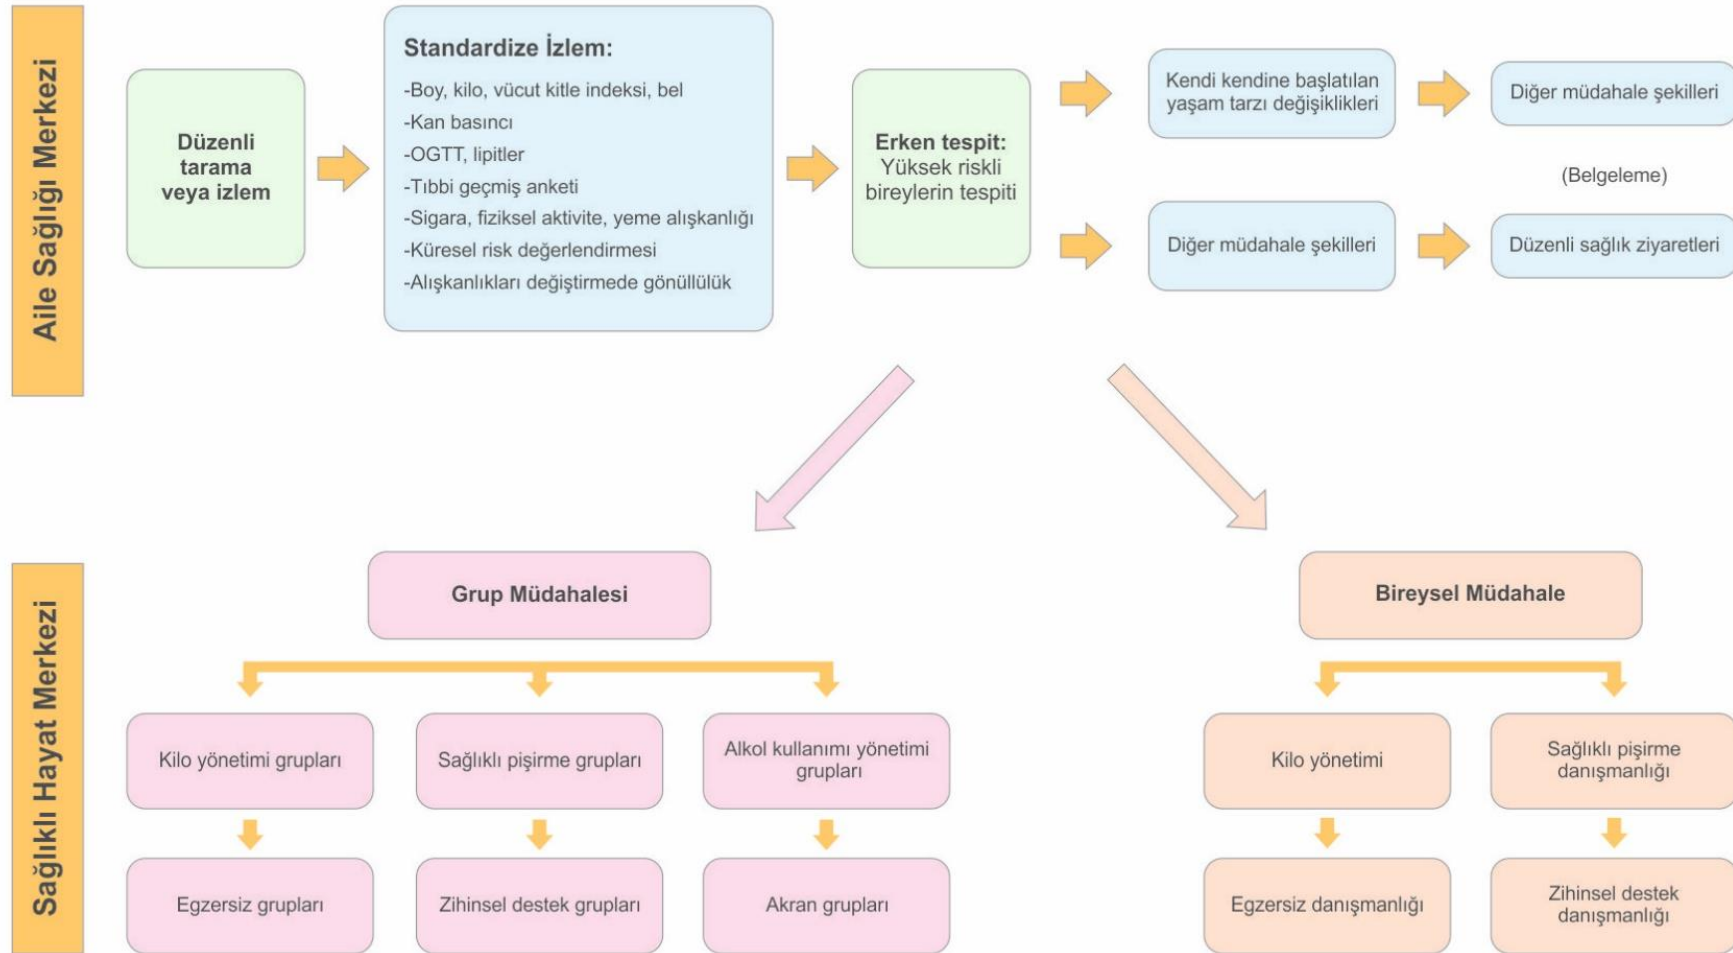 Aile Sağlığı Merkezi
Düzenli
tarama
veya izlem
Standardize İzlem:
-Boy, kilo, vücut kitle indeksi, bel
-Kan basıncı
-OGTT, lipitler
-Tıbbi geçmiş anketi
-Sigara, fiziksel aktivite, yeme alışkanlığı
-Küresel risk değerlendirmesi
-Alışkanlıkları değiştirmede gönüllülük
Erken tespit:
Yüksek riskli
bireylerin tespiti
Kendi kendine başlatılan
yaşam tarzı değişiklikleri
Diğer müdahale şekilleri
(Belgeleme)
Diğer müdahale şekilleri
Düzenli sağlık ziyaretleri
Sağlıklı Hayat Merkezi
Grup Müdahalesi
Kilo yönetimi grupları
Sağlıklı pişirme grupları
Alkol kullanımı yönetimi
grupları
Egzersiz grupları
Zihinsel destek grupları
Akran grupları
Bireysel Müdahale
Kilo yönetimi
Sağlıklı pişirme
danışmanlığı
Egzersiz danışmanlığı
Zihinsel destek
danışmanlığı